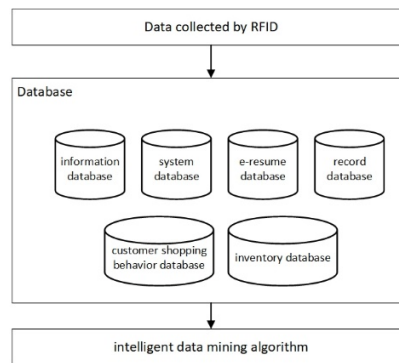 Data collected by RFID
Database
information
database
system
database
e-resume
database
record
database
customer shopping
behavior database
inventory database
intelligent data mining algorithm